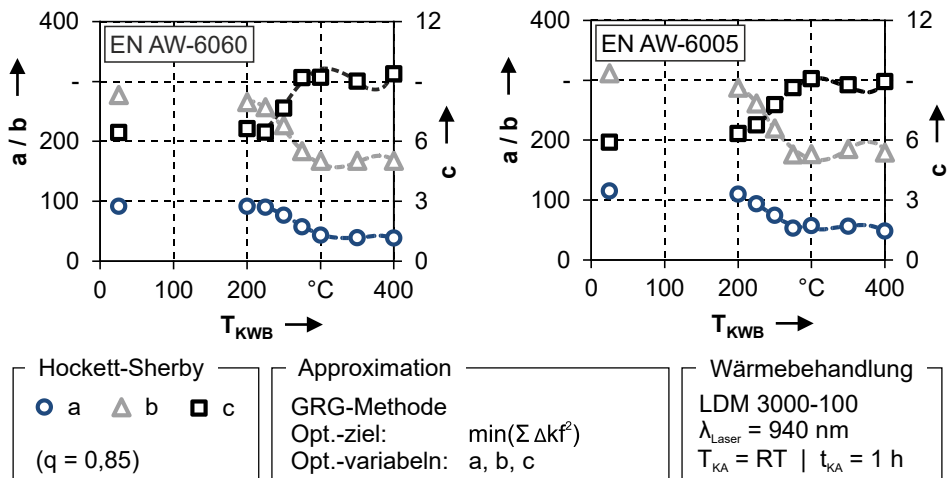 400
-
200
100
0
a / b
EN AW-6060
12
9
6
3
0
c
0
100
200
°C
400
T_KWB
400
-
200
100
0
a / b
EN AW-6005
12
9
6
3
0
c
0
100
200
°C
400
T_KWB
Hockett-Sherby
a b c
(q = 0,85)
Approximation
GRG-Methode
Opt.-ziel: min(Σ Δkf²)
Opt.-variabeln: a, b, c
Wärmebehandlung
LDM 3000-100
λ_Laser = 940 nm
T_KA = RT | t_KA = 1 h